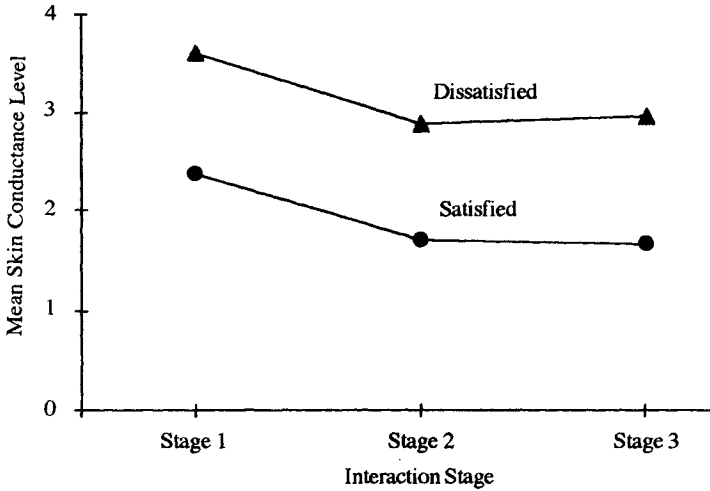 4
Dissatisfied
3
Satisfied
2
1
0
Mean Skin Conductance Level
Stage 1 Stage 2 Stage 3
Interaction Stage